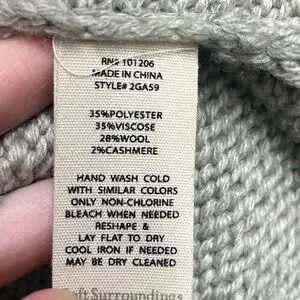 RN# 101206
MADE IN CHINA
STYLE# 2GA59
35%POLYESTER
35%VISCOSE
28%WOOL
2%CASHMERE
HAND WASH COLD
WITH SIMILAR COLORS
ONLY NON-CHLORINE
BLEACH WHEN NEEDED
RESHAPE &
LAY FLAT TO DRY
COOL IRON IF NEEDED
MAY BE DRY CLEANED
ft Surroundings